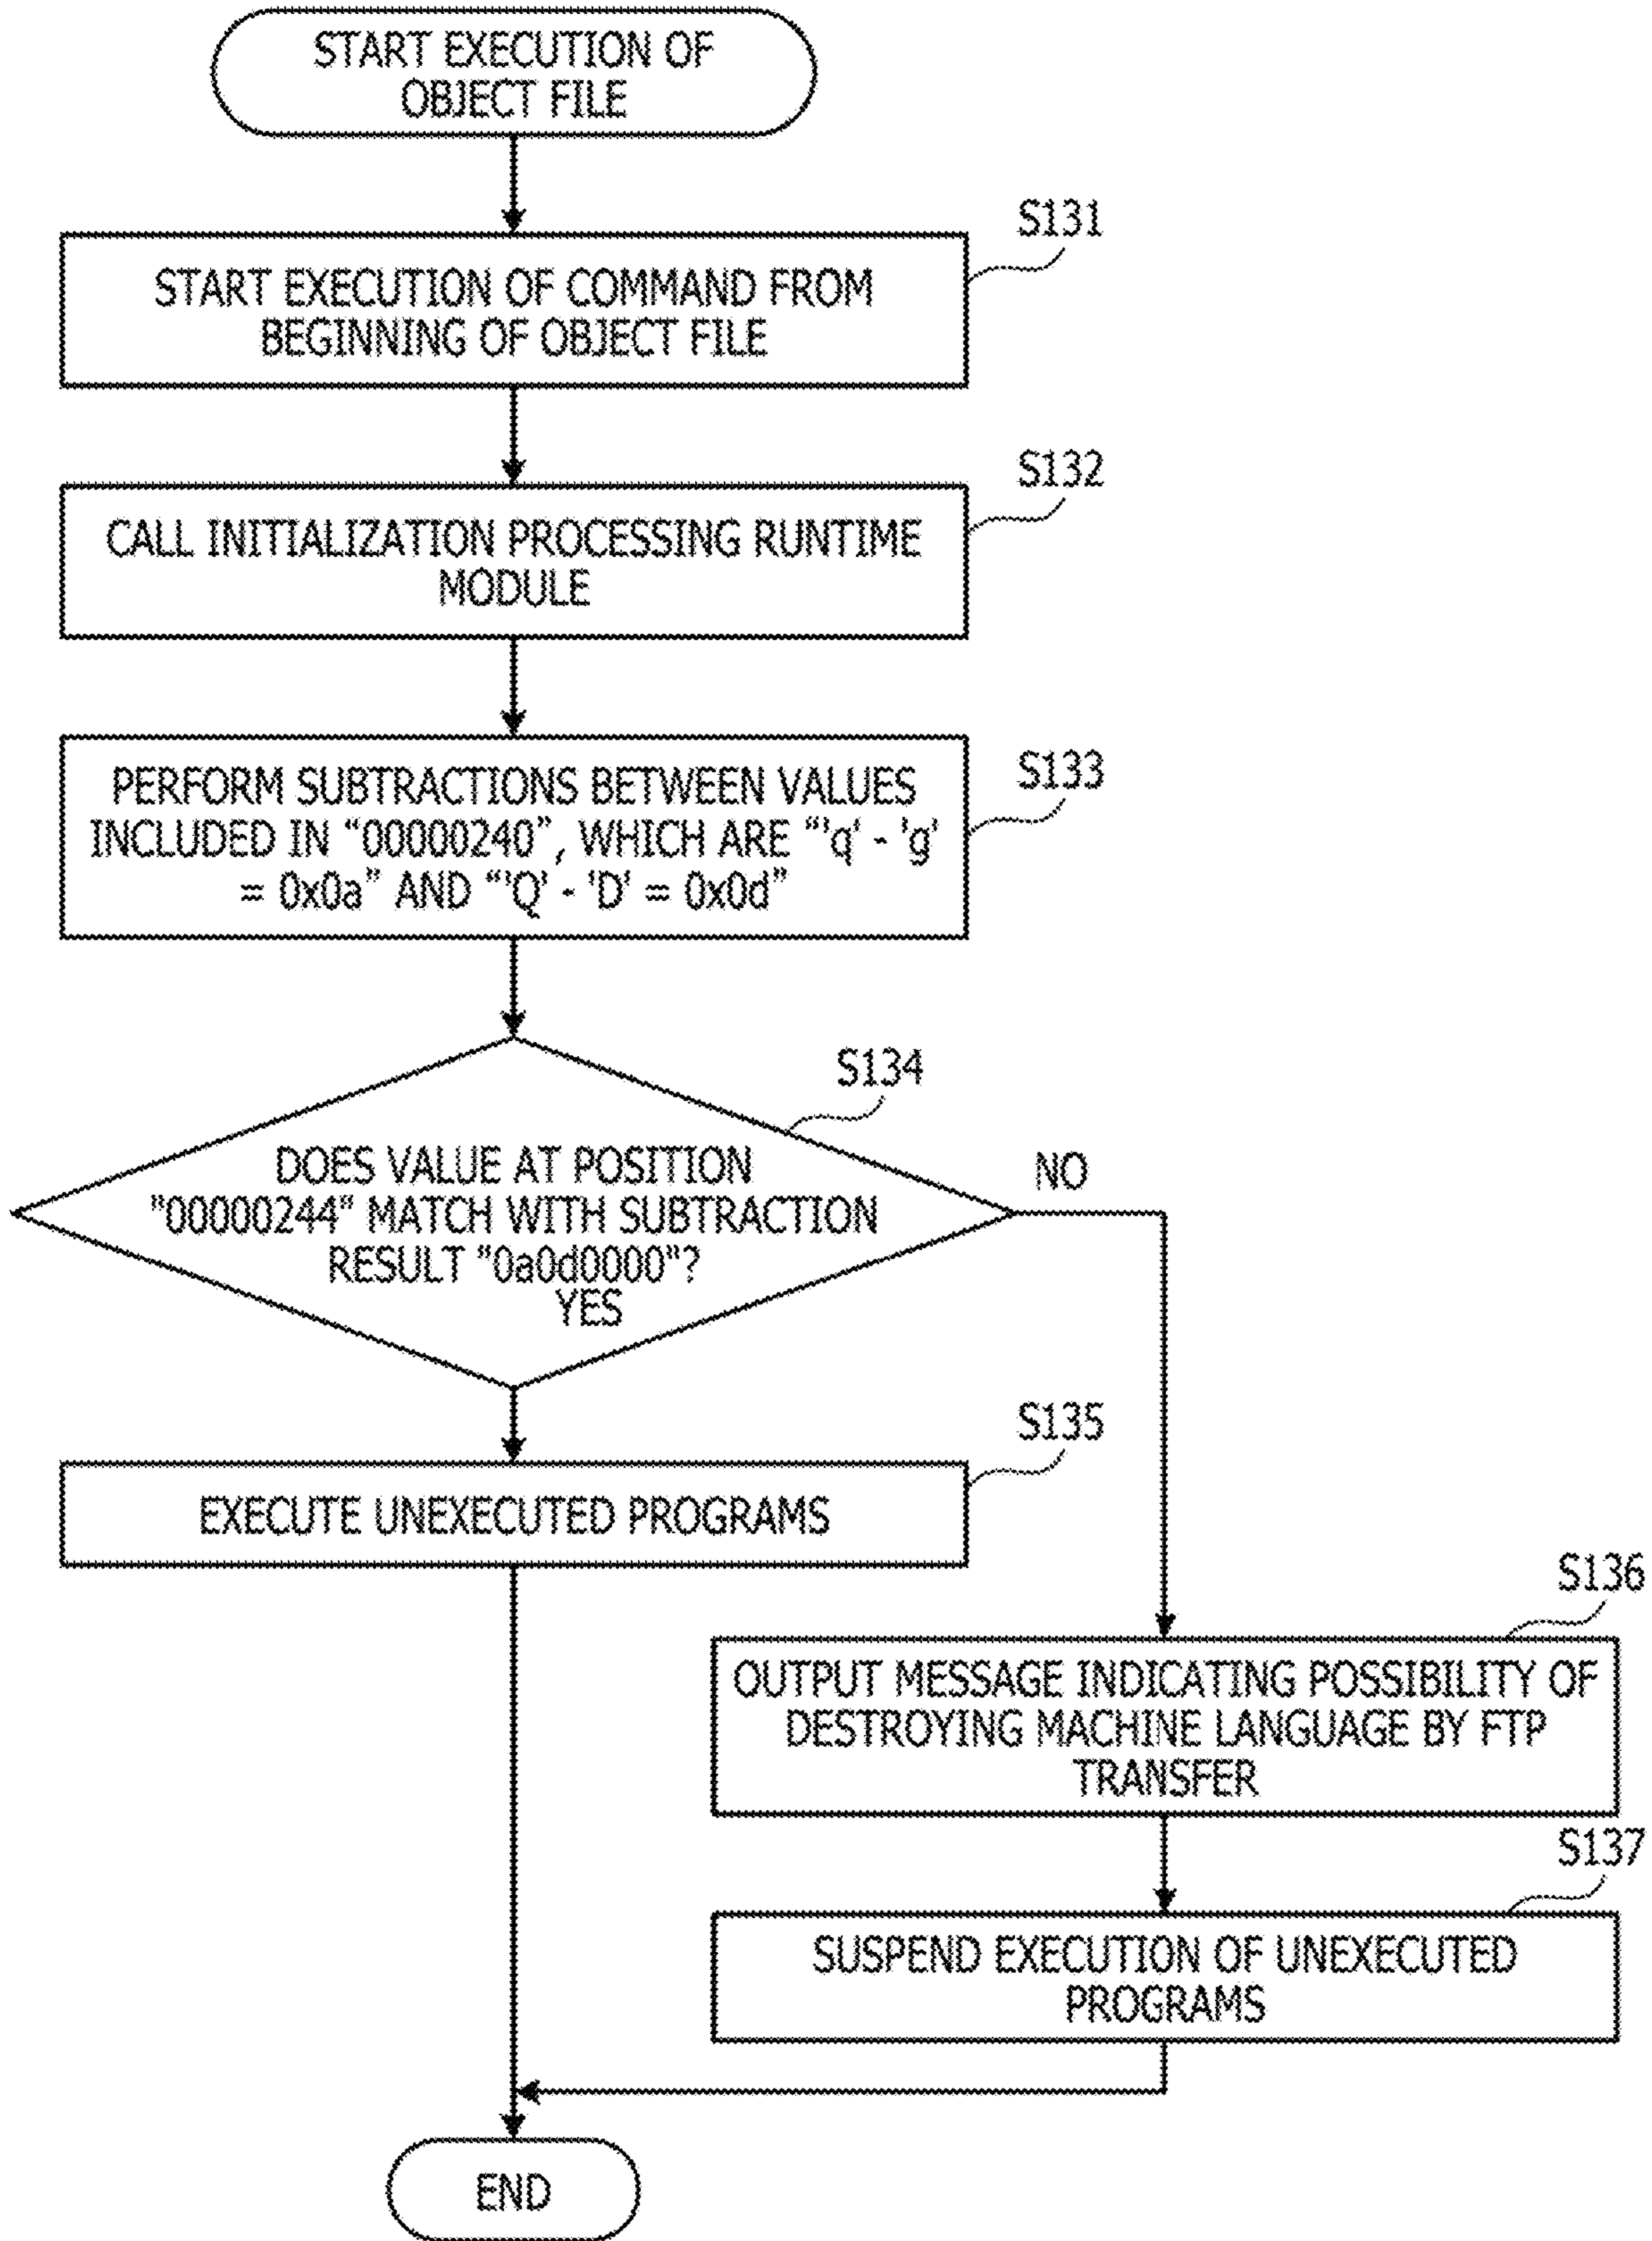 START EXECUTION OF
OBJECT FILE
S131
START EXECUTION OF COMMAND FROM
BEGINNING OF OBJECT FILE
S132
CALL INITIALIZATION PROCESSING RUNTIME
MODULE
S133
PERFORM SUBTRACTIONS BETWEEN VALUES
INCLUDED IN “00000240”, WHICH ARE “'q' - 'g'
= 0x0a” AND “'Q' - 'D' = 0x0d”
S134
DOES VALUE AT POSITION
"00000244" MATCH WITH SUBTRACTION
RESULT "0a0d0000"?
YES
NO
S135
EXECUTE UNEXECUTED PROGRAMS
S136
OUTPUT MESSAGE INDICATING POSSIBILITY OF
DESTROYING MACHINE LANGUAGE BY FTP
TRANSFER
S137
SUSPEND EXECUTION OF UNEXECUTED
PROGRAMS
END